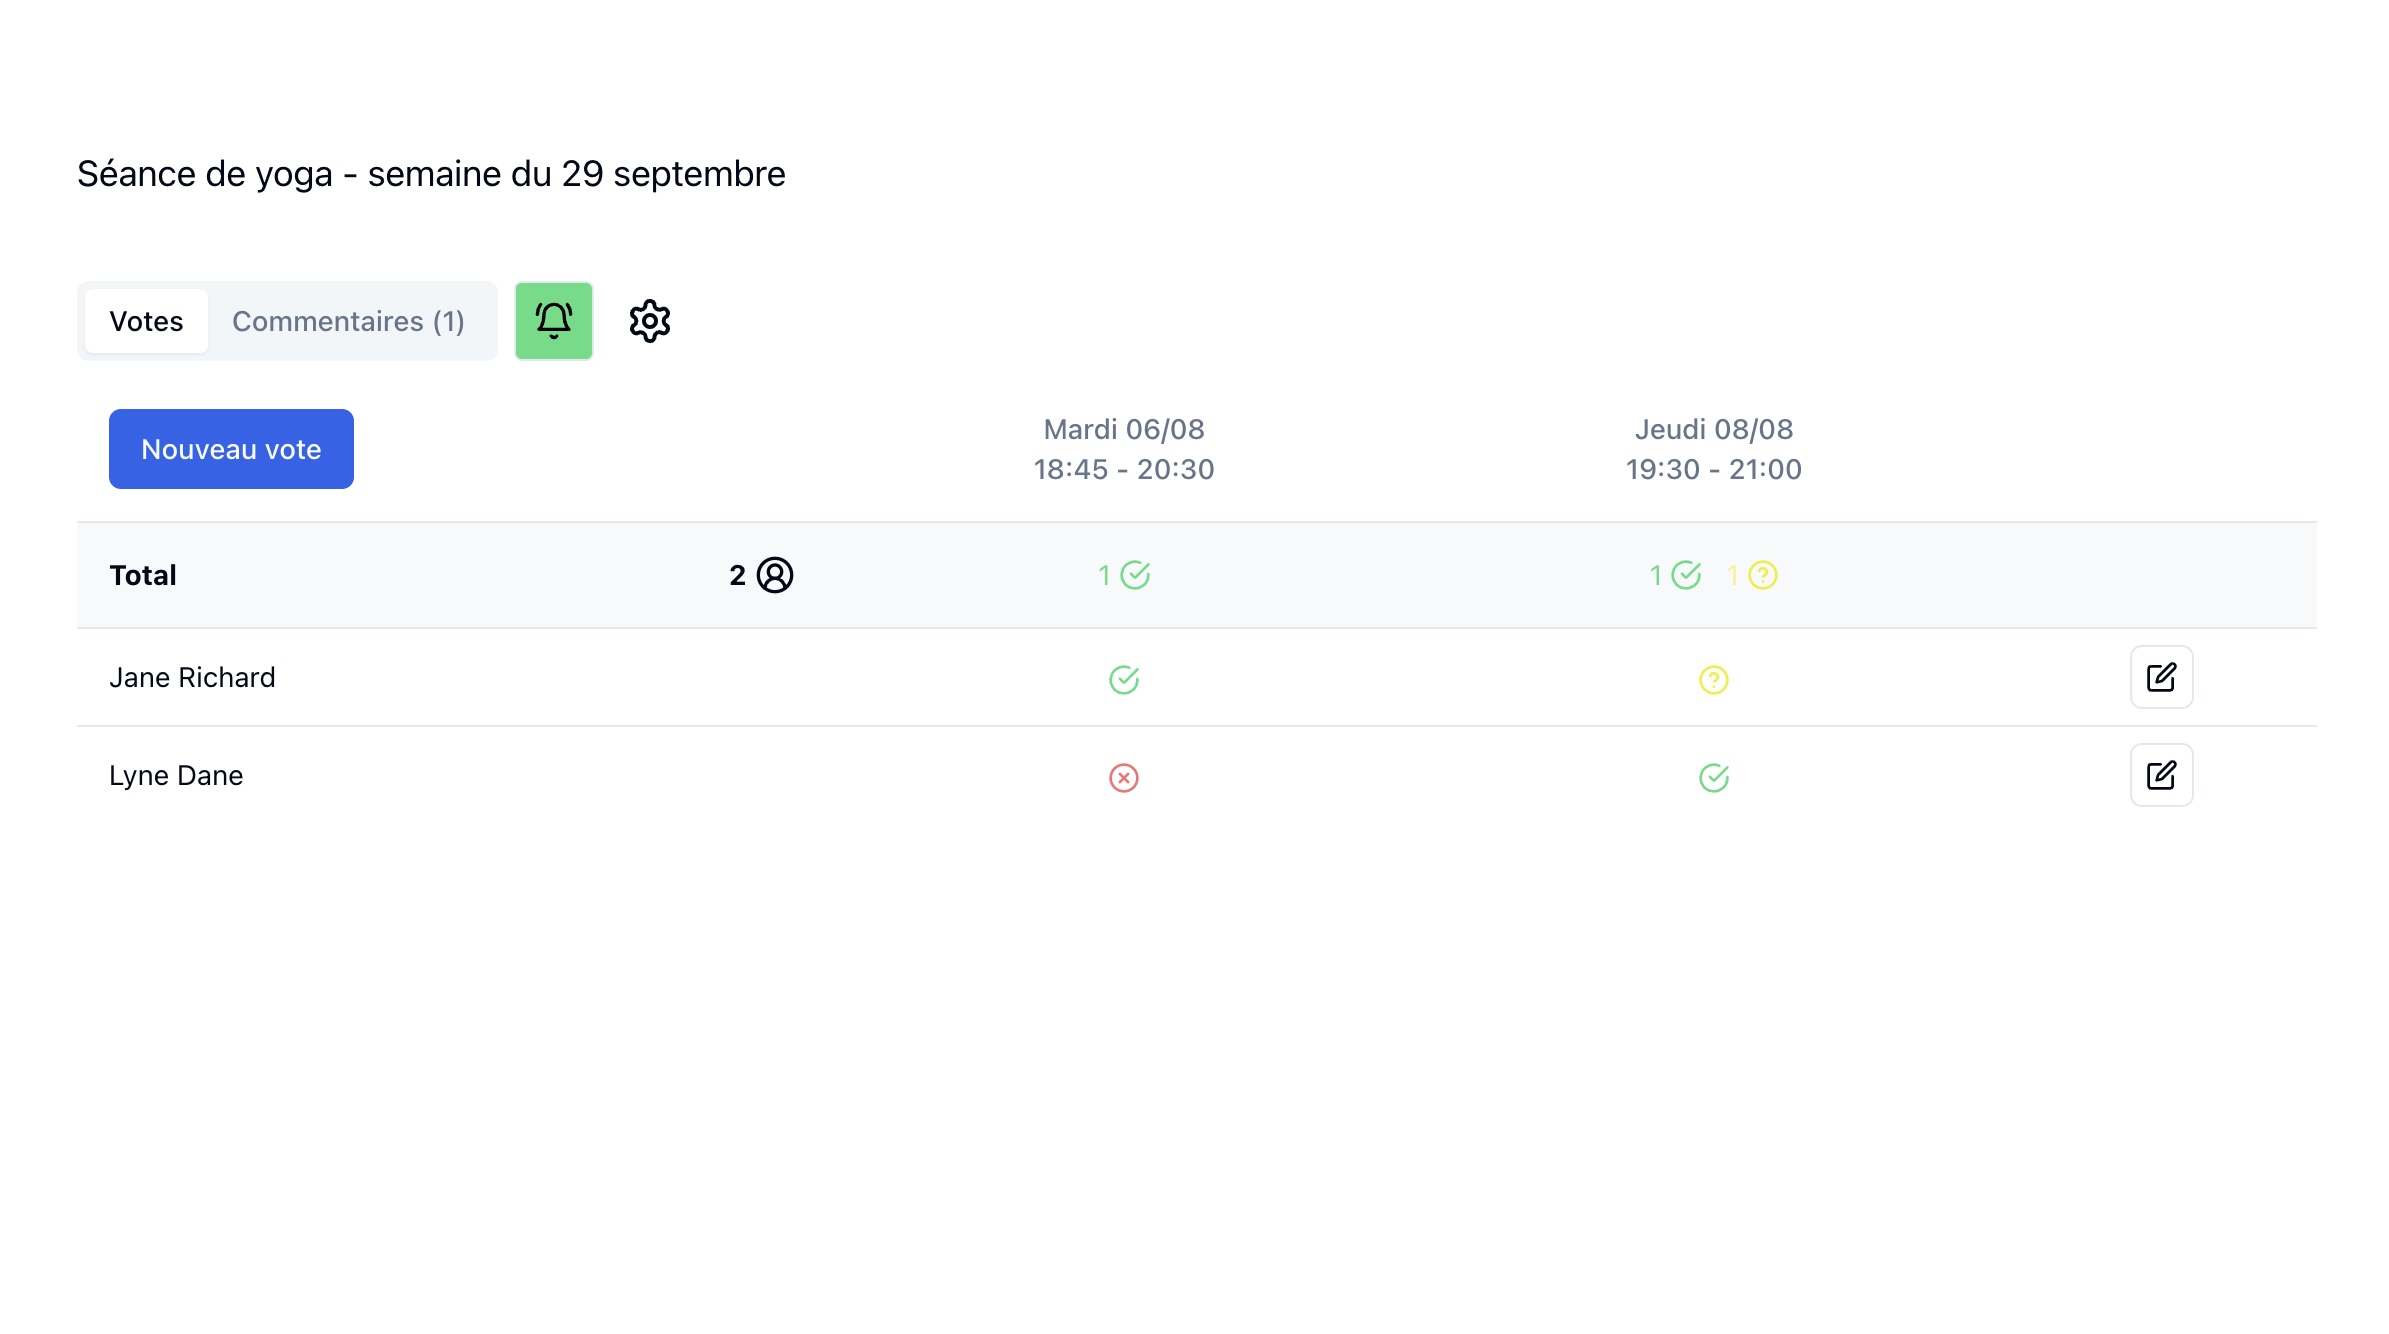 Séance de yoga - semaine du 29 septembre
Votes
Commentaires (1)
Nouveau vote
Mardi 06/08
18:45 - 20:30
Jeudi 08/08
19:30 - 21:00
Total
2
1
1
1
Jane Richard
Lyne Dane